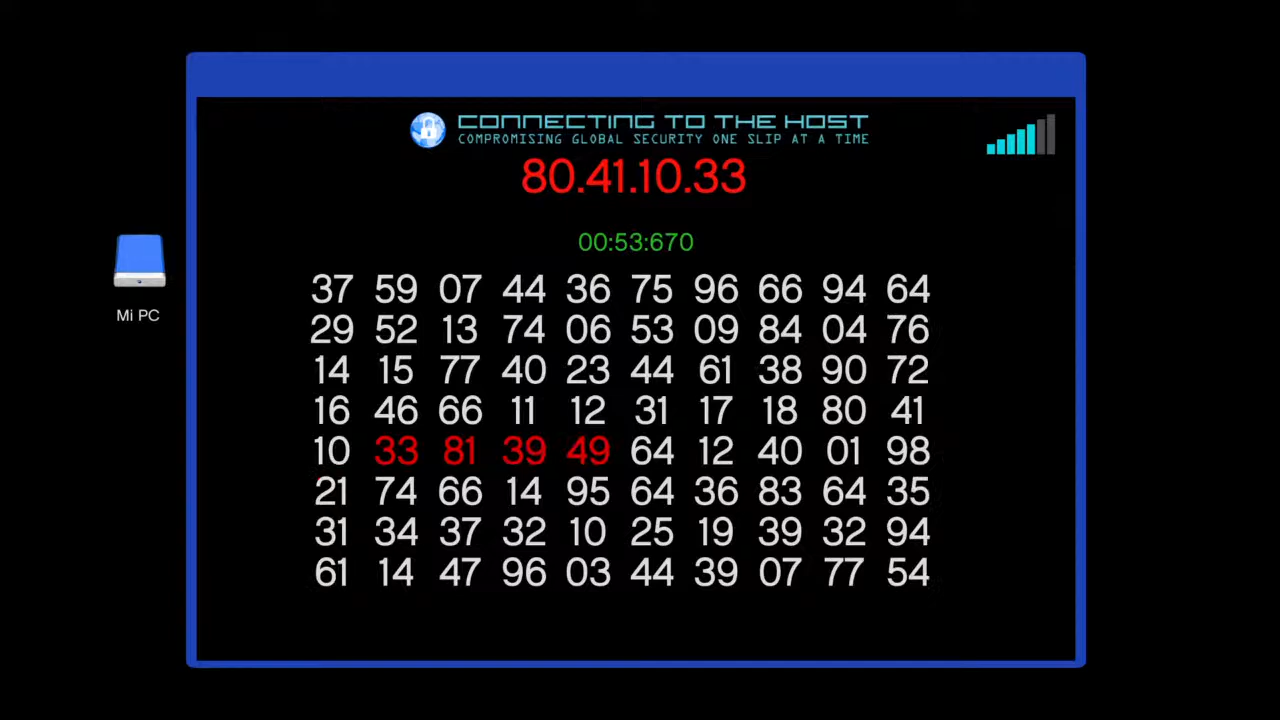 CONNECTING TO THE HOST
COMPROMISING GLOBAL SECURITY ONE SLIP AT A TIME
80.41.10.33
00:53:670
37 59 07 44 36 75 96 66 94 64
29 52 13 74 06 53 09 84 04 76
14 15 77 40 23 44 61 38 90 72
16 46 66 11 12 31 17 18 80 41
10 33 81 39 49 64 12 40 01 98
21 74 66 14 95 64 36 83 64 35
31 34 37 32 10 25 19 39 32 94
61 14 47 96 03 44 39 07 77 54
Mi PC